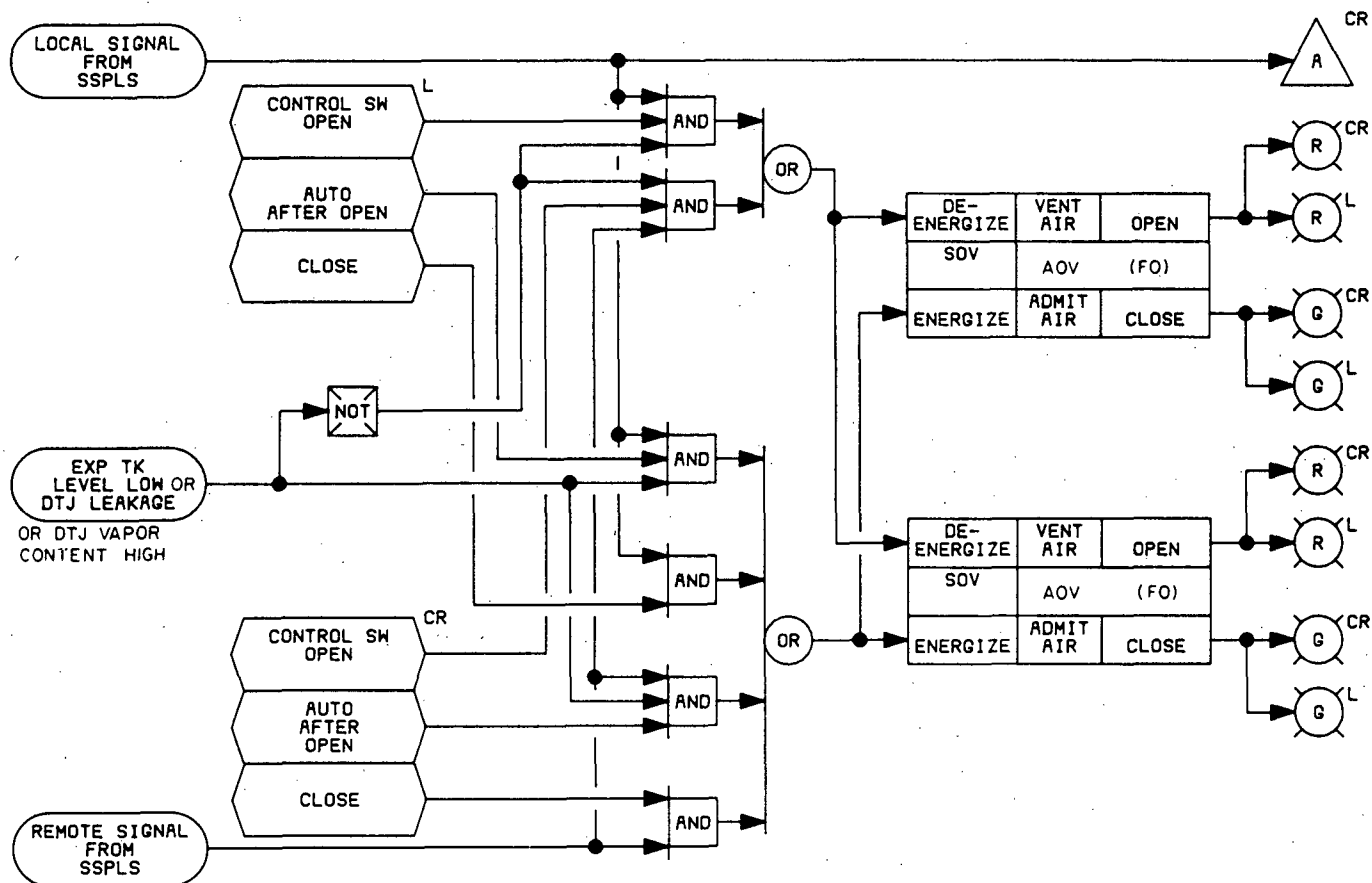 LOCAL SIGNAL
FROM
SSPLS
CR
A
L
CONTROL SW
OPEN
AUTO
AFTER OPEN
CLOSE
AND
AND
OR
CR
R
L
R
DE-
ENERGIZE
VENT
AIR
OPEN
SOV
AOV
(FO)
ENERGIZE
ADMIT
AIR
CLOSE
CR
G
L
G
NOT
EXP TK
LEVEL LOW OR
DTJ LEAKAGE
OR DTJ VAPOR
CONTENT HIGH
AND
AND
CR
CONTROL SW
OPEN
AUTO
AFTER
OPEN
CLOSE
AND
AND
OR
CR
R
L
R
DE-
ENERGIZE
VENT
AIR
OPEN
SOV
AOV
(FO)
ENERGIZE
ADMIT
AIR
CLOSE
CR
G
L
G
REMOTE SIGNAL
FROM
SSPLS